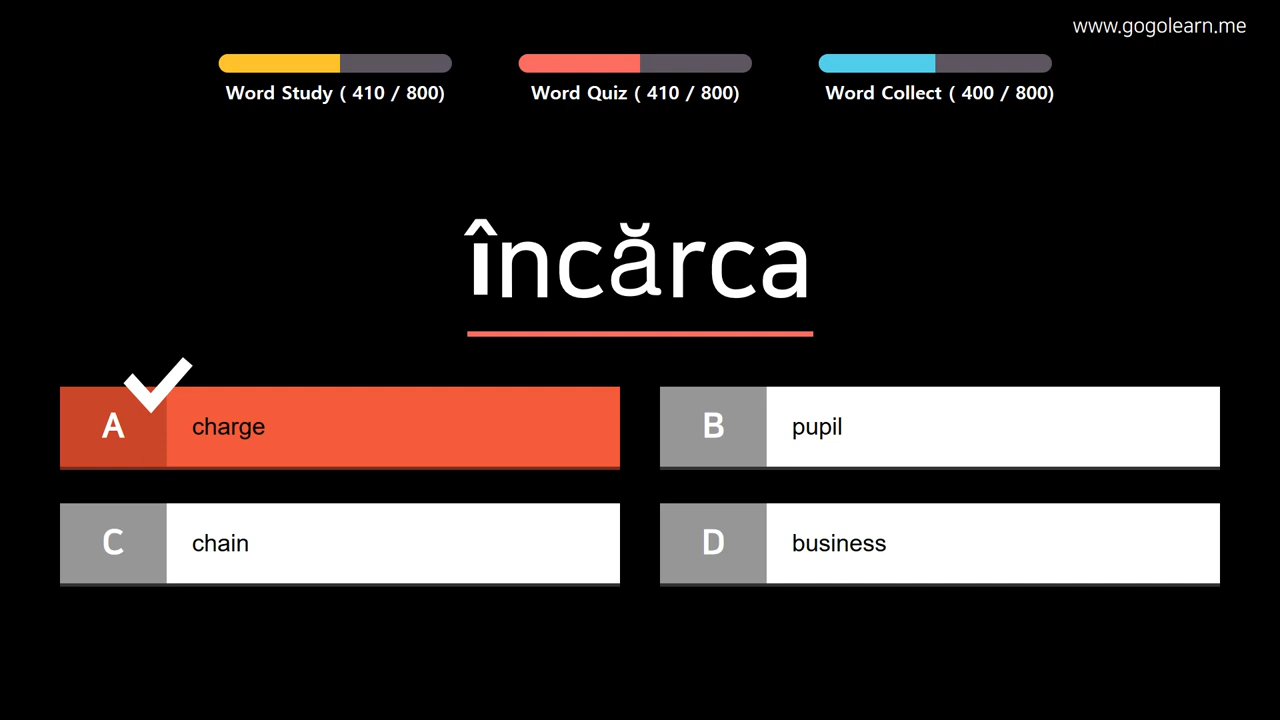 www.gogolearn.me
Word Study ( 410 / 800)
Word Quiz ( 410 / 800)
Word Collect ( 400 / 800)
încărca
A charge
B pupil
C chain
D business